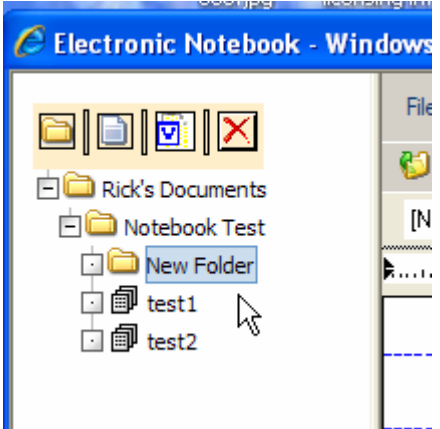 Electronic Notebook - Windows
File
[N
Rick's Documents
Notebook Test
New Folder
test1
test2